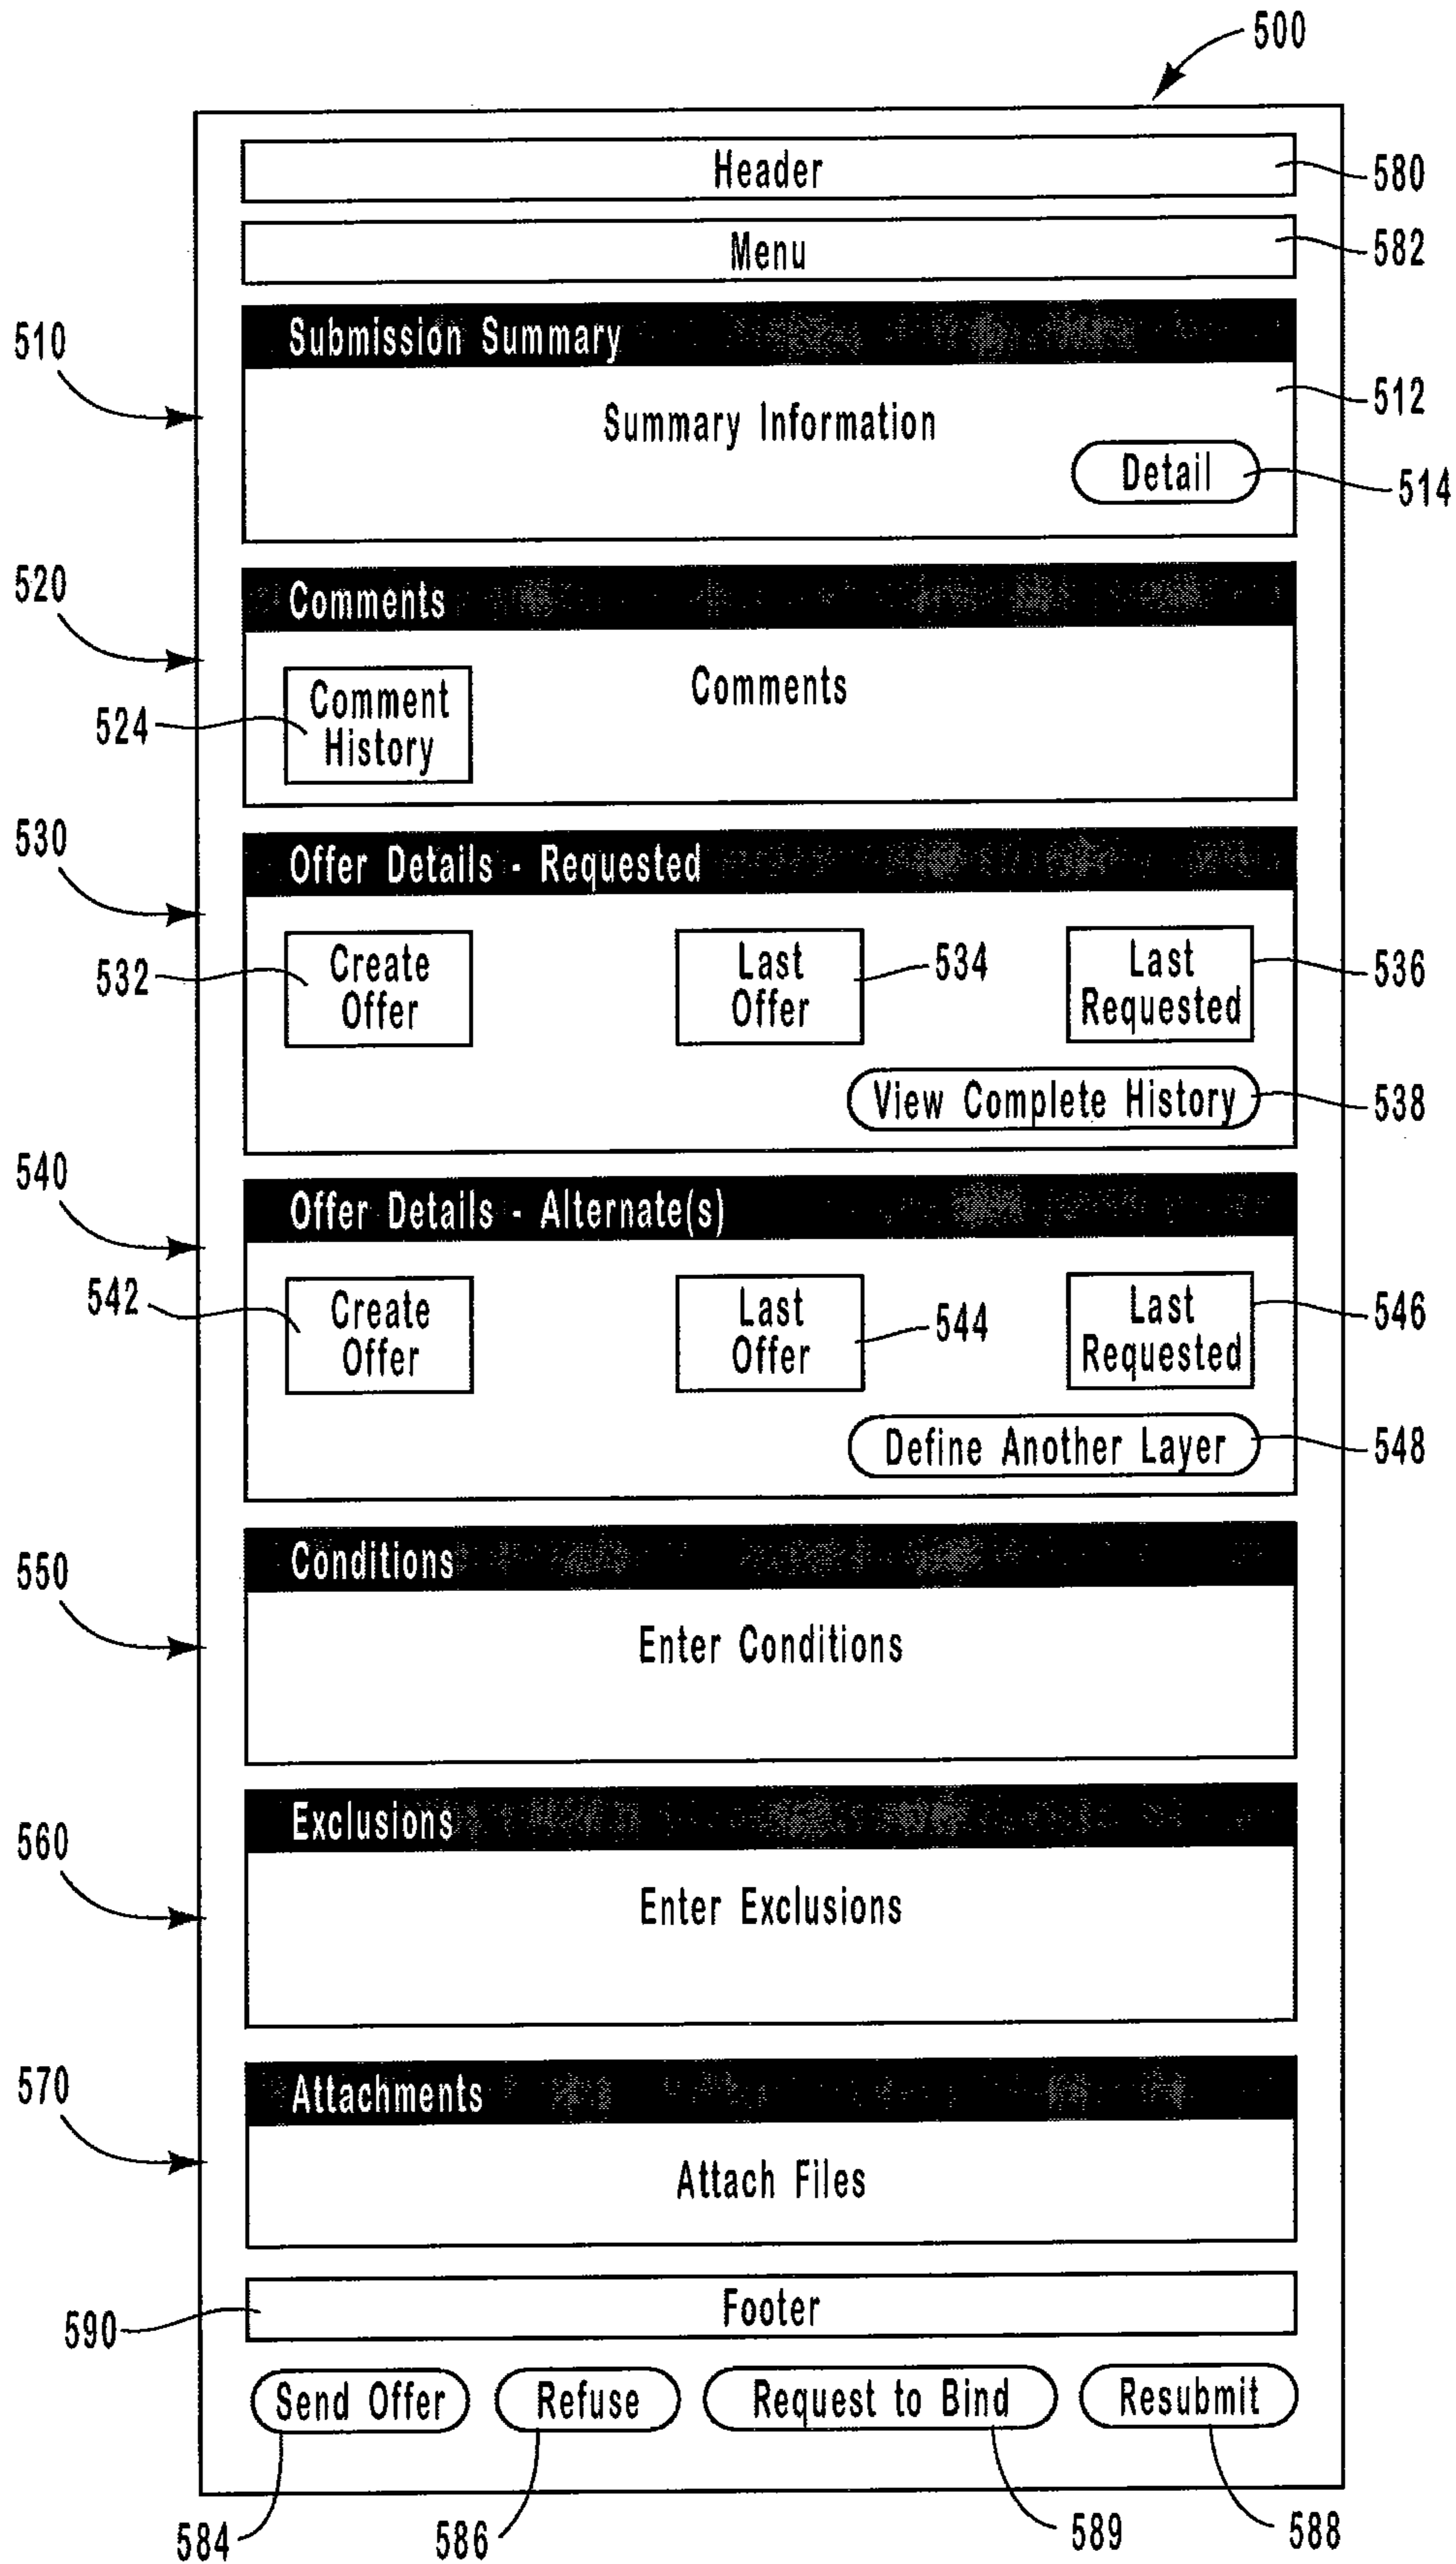 500
Header
580
Menu
582
510
Submission Summary
Summary Information
512
Detail
514
520
Comments
Comments
Comment
History
524
530
Offer Details - Requested
532
Create
Offer
Last
Offer
534
Last
Requested
536
View Complete History
538
540
Offer Details - Alternate(s)
542
Create
Offer
Last
Offer
544
Last
Requested
546
Define Another Layer
548
550
Conditions
Enter Conditions
560
Exclusions
Enter Exclusions
570
Attachments
Attach Files
590
Footer
Send Offer
Refuse
Request to Bind
Resubmit
584
586
589
588